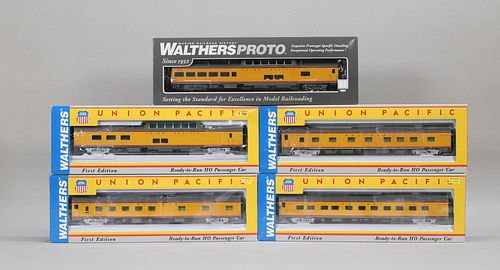 WALTHERSPROTO
Since 1932
Exquisite Prototype-Specific Detailing
Exceptional Operating Performance!
Setting the Standard for Excellence in Model Railroading
WALTHERS
UNION PACIFIC
First Edition Ready-to-Run HO Passenger Car
WALTHERS
UNION PACIFIC
First Edition Ready-to-Run HO Passenger Car
WALTHERS
UNION PACIFIC
First Edition Ready-to-Run HO Passenger Car
WALTHERS
UNION PACIFIC
First Edition Ready-to-Run HO Passenger Car